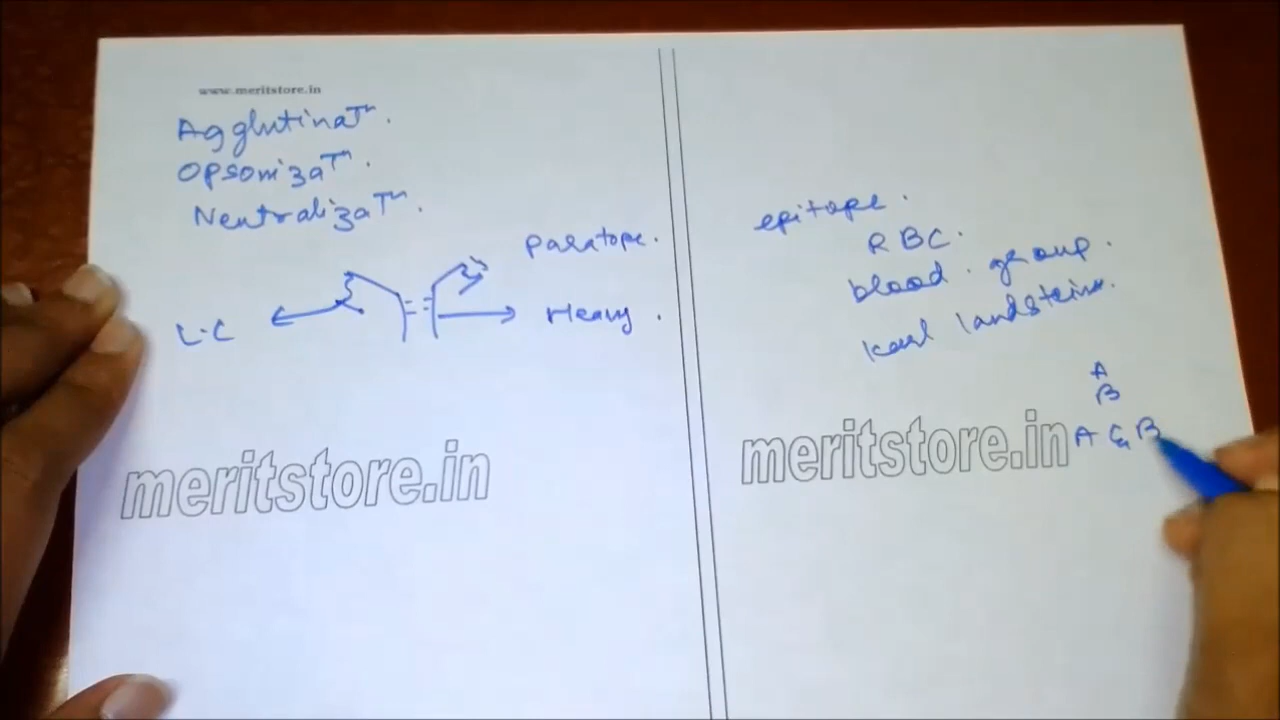 www.meritstore.in
Agglutinaᵀⁿ.
Opsonizaᵀⁿ.
Neutralizaᵀⁿ.
Paratope.
L.C
Heavy.
meritstore.in
epitope.
RBC.
blood. group.
karl landsteiner.
A
B
meritstore.in
A & B